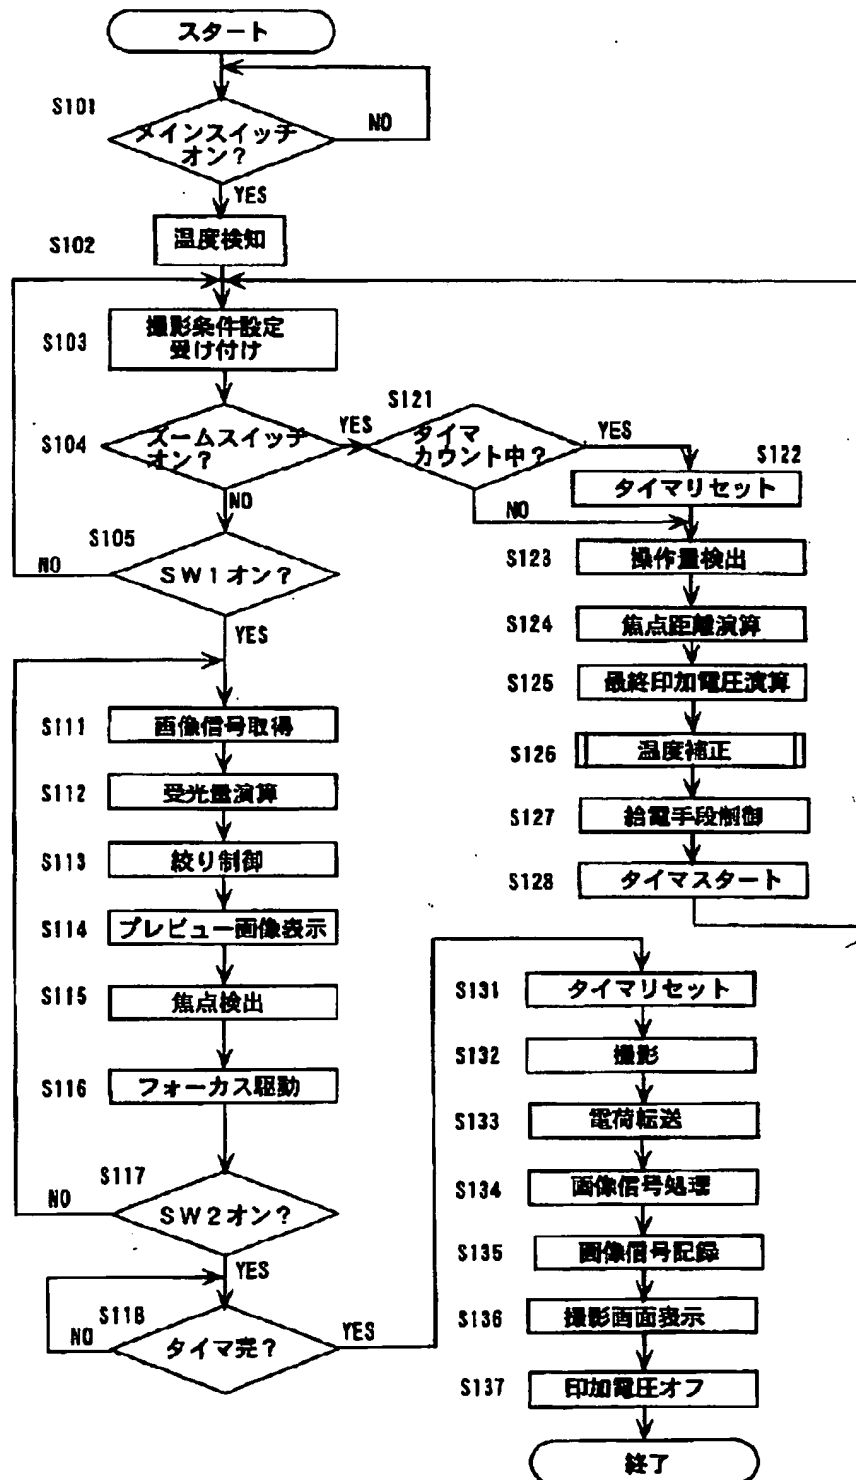 スタート
S101
メインスイッチ
オン?
NO
YES
S102
温度検知
S103
撮影条件設定
受け付け
S104
ズームスイッチ
オン?
YES
NO
S105
SW1オン?
NO
YES
S111
画像信号取得
S112
受光量演算
S113
絞り制御
S114
プレビュー画像表示
S115
焦点検出
S116
フォーカス駆動
S117
SW2オン?
NO
YES
S118
タイマ完?
NO
YES
S121
タイマ
カウント中?
YES
NO
S122
タイマリセット
S123
操作量検出
S124
焦点距離演算
S125
最終印加電圧演算
S126
温度補正
S127
給電手段制御
S128
タイマスタート
S131
タイマリセット
S132
撮影
S133
電荷転送
S134
画像信号処理
S135
画像信号記録
S136
撮影画面表示
S137
印加電圧オフ
終了